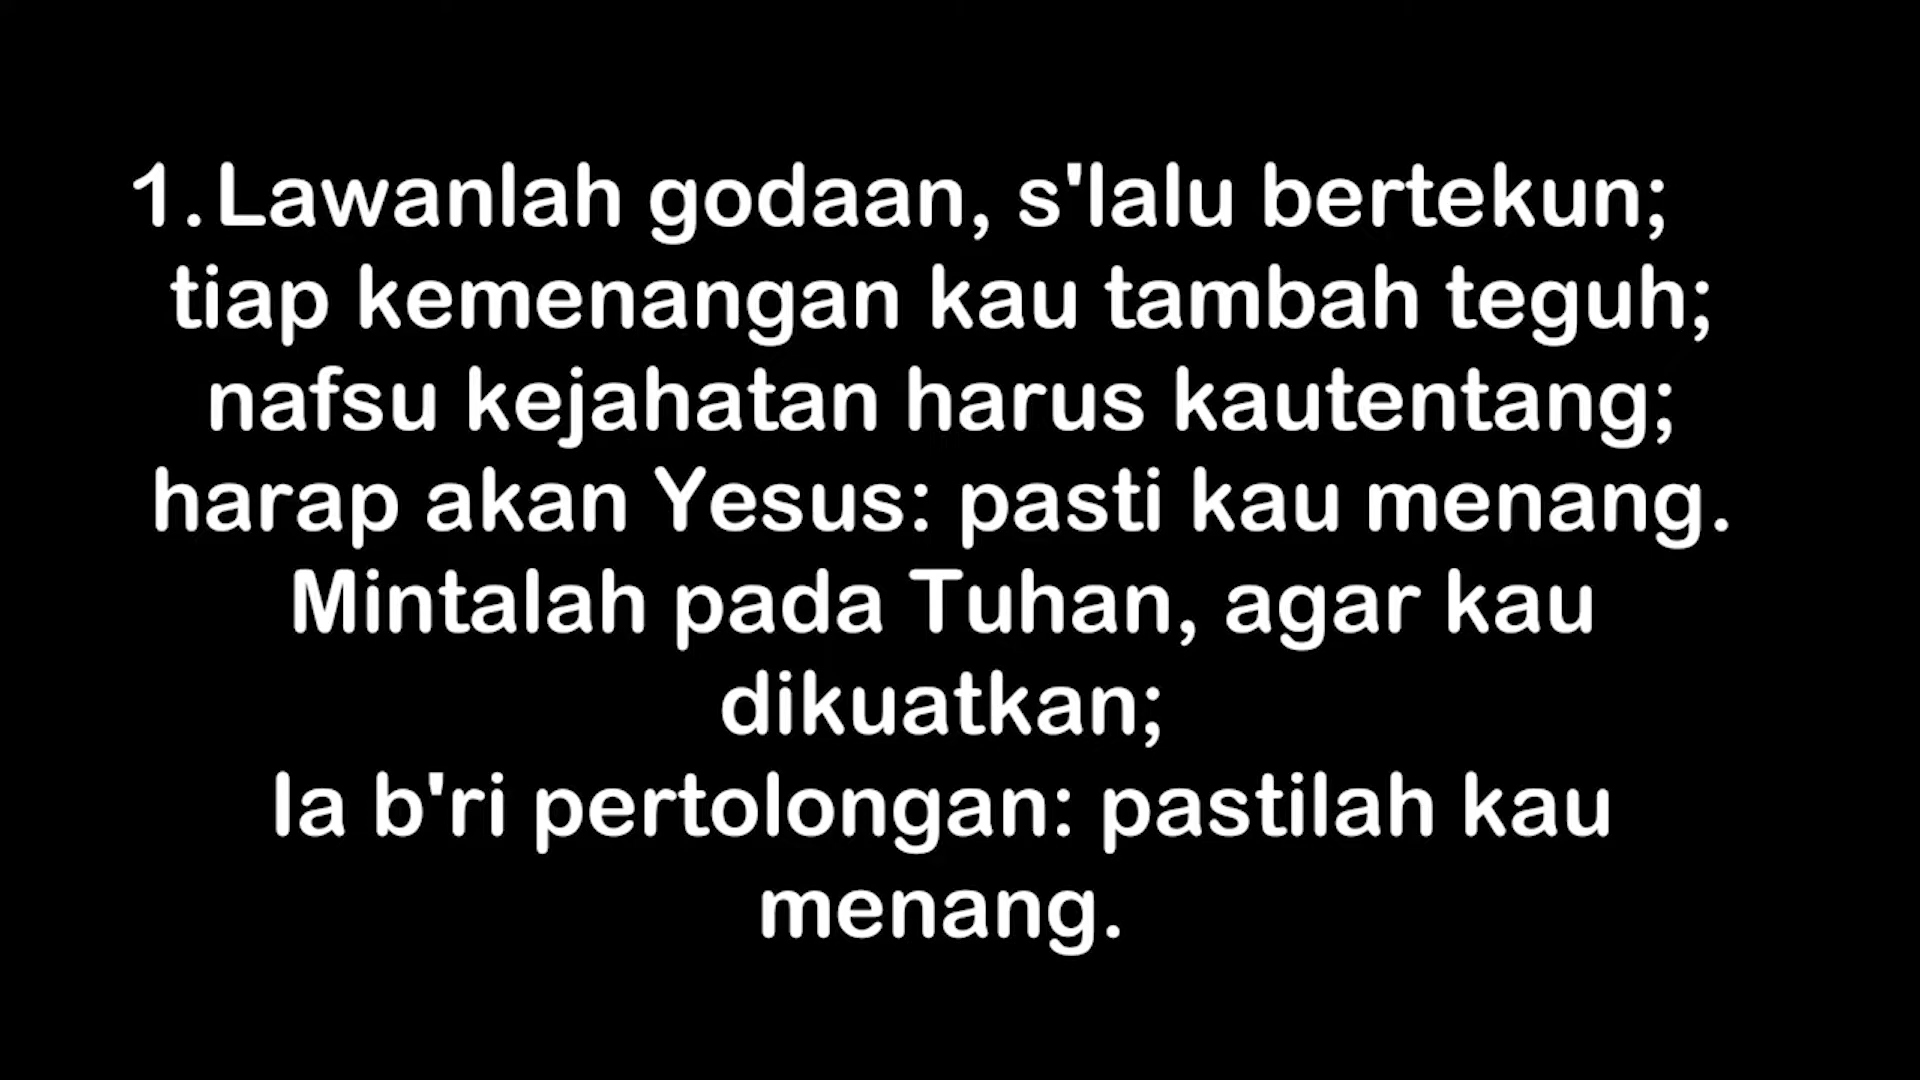 1. Lawanlah godaan, s'lalu bertekun;
tiap kemenangan kau tambah teguh;
nafsu kejahatan harus kautentang;
harap akan Yesus: pasti kau menang.
Mintalah pada Tuhan, agar kau
dikuatkan;
Ia b'ri pertolongan: pastilah kau
menang.